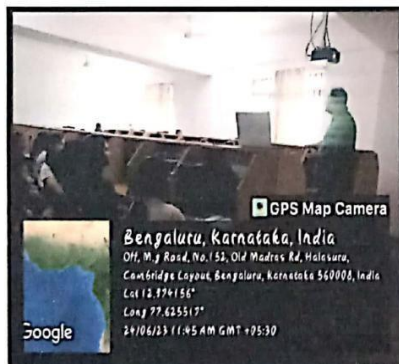 GPS Map Camera
Bengaluru, Karnataka, India
Off, M.g Road, No.152, Old Madras Rd, Halasuru,
Cambridge Layout, Bengaluru, Karnataka 560008, India
Lat 12.974156°
Long 77.625517°
24/06/23 11:45 AM GMT +05:30
Google